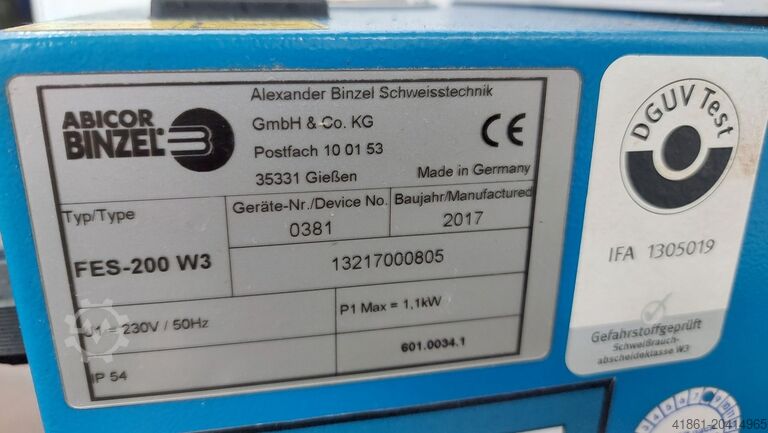 ABICOR
BINZEL
Alexander Binzel Schweisstechnik
GmbH & Co. KG
Postfach 10 01 53
35331 Gießen
CE
Made in Germany
Typ/Type
FES-200 W3
Geräte-Nr./Device No.
0381
Baujahr/Manufactured
2017
13217000805
U1 = 230V / 50Hz
P1 Max = 1,1kW
IP 54
601.0034.1
DGUV Test
IFA 1305019
Gefahrstoffgeprüft
Schweißrauch-
abscheideklasse W3
41861-20414965